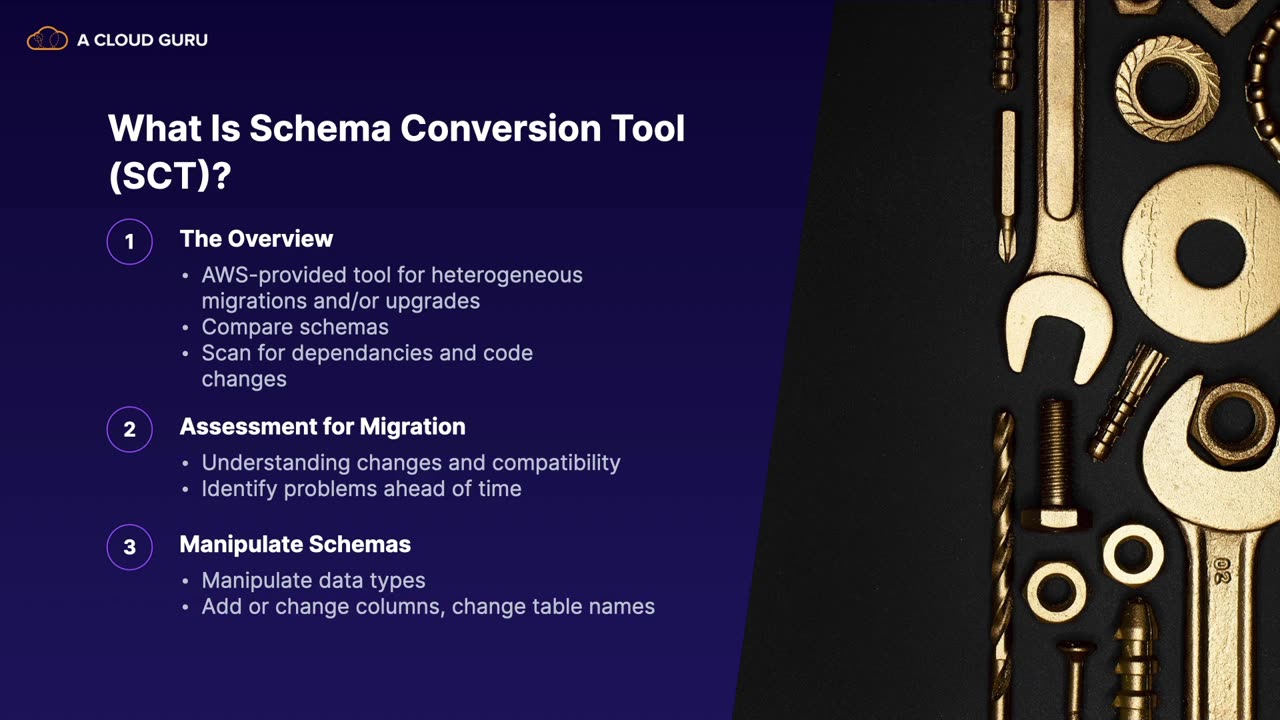 A CLOUD GURU
What Is Schema Conversion Tool
(SCT)?
1
The Overview
• AWS-provided tool for heterogeneous
migrations and/or upgrades
• Compare schemas
• Scan for dependancies and code
changes
2
Assessment for Migration
• Understanding changes and compatibility
• Identify problems ahead of time
3
Manipulate Schemas
• Manipulate data types
• Add or change columns, change table names
20